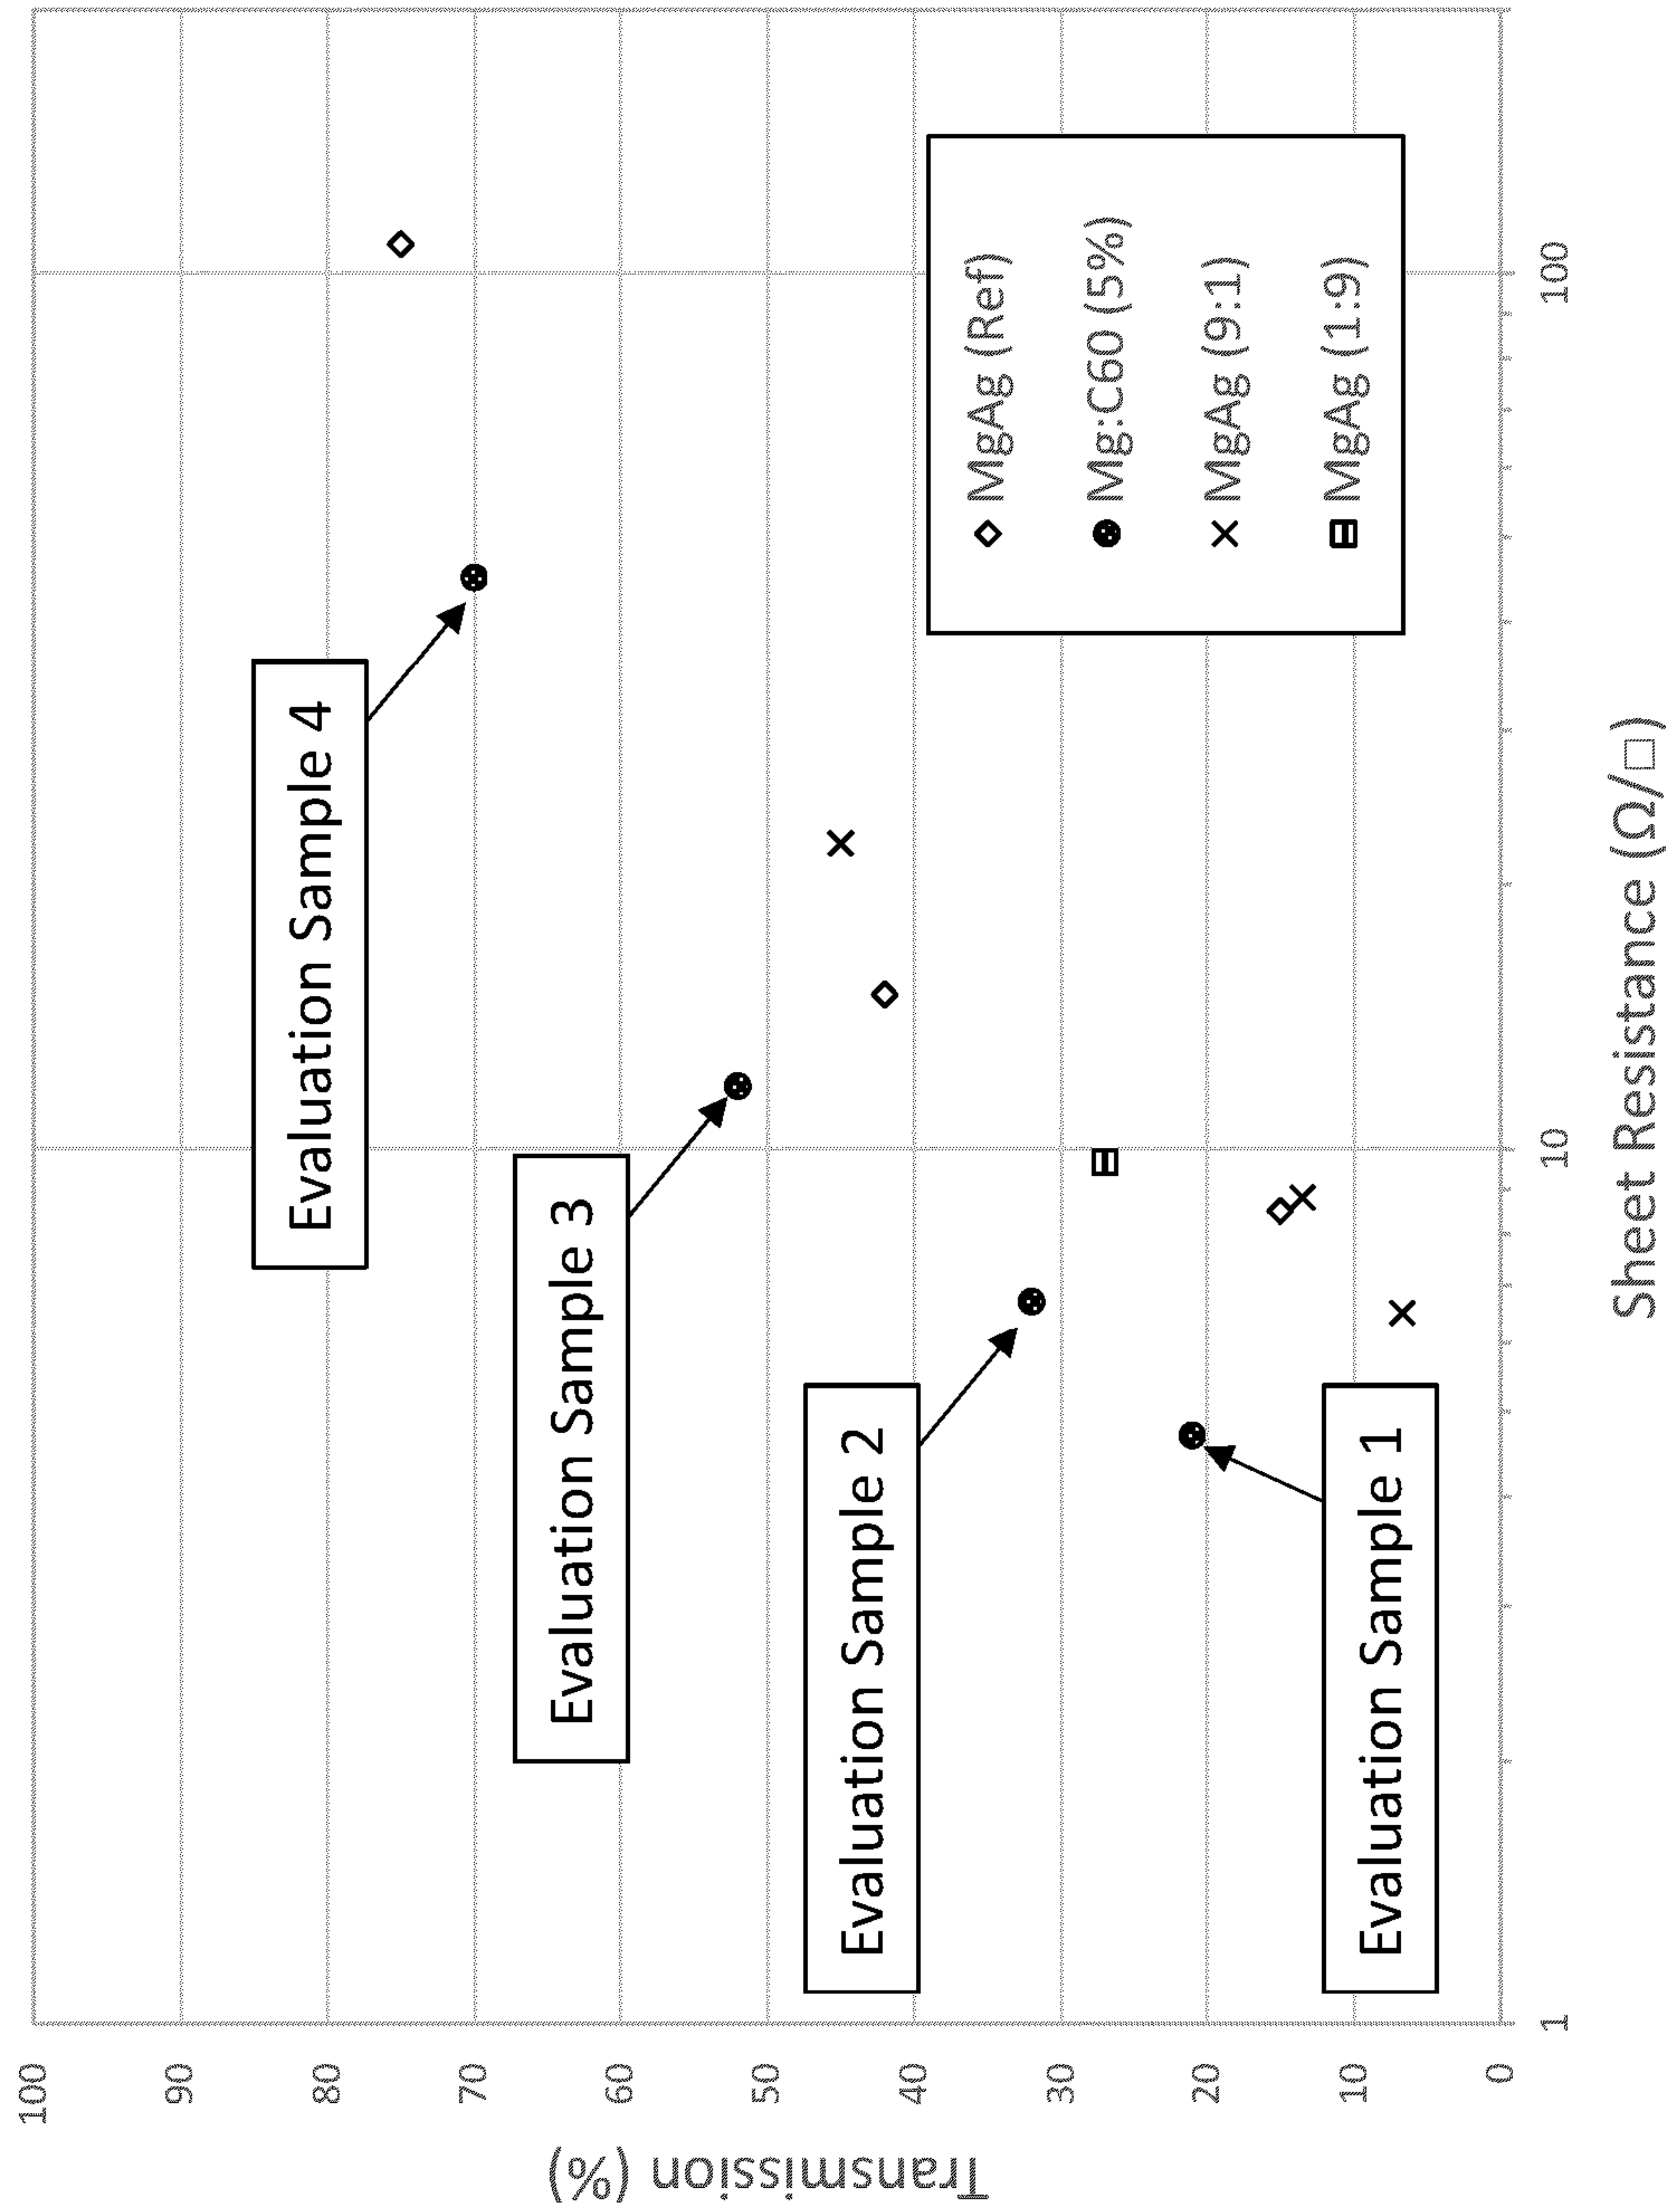 Transmission (%)
100
90
80
70
60
50
40
30
20
10
0
Evaluation Sample 4
Evaluation Sample 3
Evaluation Sample 2
Evaluation Sample 1
MgAg (Ref)
Mg:C60 (5%)
MgAg (9:1)
MgAg (1:9)
1
10
100
Sheet Resistance (Ω/□)